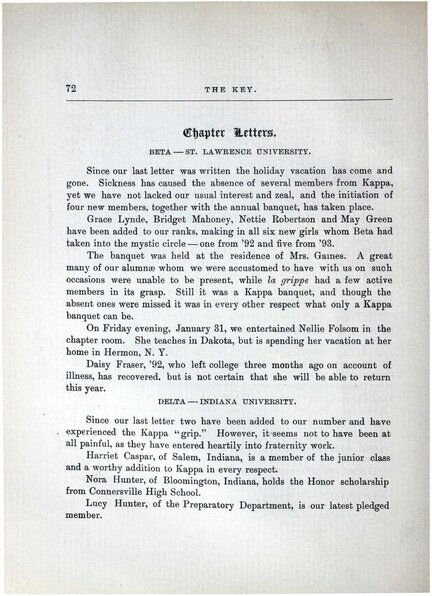 72
THE KEY.
Chapter Letters.
BETA — ST. LAWRENCE UNIVERSITY.
Since our last letter was written the holiday vacation has come and
gone. Sickness has caused the absence of several members from Kappa,
yet we have not lacked our usual interest and zeal, and the initiation of
four new members, together with the annual banquet, has taken place.
Grace Lynde, Bridget Mahoney, Nettie Robertson and May Green
have been added to our ranks, making in all six new girls whom Beta had
taken into the mystic circle — one from '92 and five from '93.
The banquet was held at the residence of Mrs. Gaines. A great
many of our alumnæ whom we were accustomed to have with us on such
occasions were unable to be present, while la grippe had a few active
members in its grasp. Still it was a Kappa banquet, and though the
absent ones were missed it was in every other respect what only a Kappa
banquet can be.
On Friday evening, January 31, we entertained Nellie Folsom in the
chapter room. She teaches in Dakota, but is spending her vacation at her
home in Hermon, N. Y.
Daisy Fraser, '92, who left college three months ago on account of
illness, has recovered, but is not certain that she will be able to return
this year.
DELTA — INDIANA UNIVERSITY.
Since our last letter two have been added to our number and have
experienced the Kappa "grip." However, it seems not to have been at
all painful, as they have entered heartily into fraternity work.
Harriet Caspar, of Salem, Indiana, is a member of the junior class
and a worthy addition to Kappa in every respect.
Nora Hunter, of Bloomington, Indiana, holds the Honor scholarship
from Connersville High School.
Lucy Hunter, of the Preparatory Department, is our latest pledged
member.